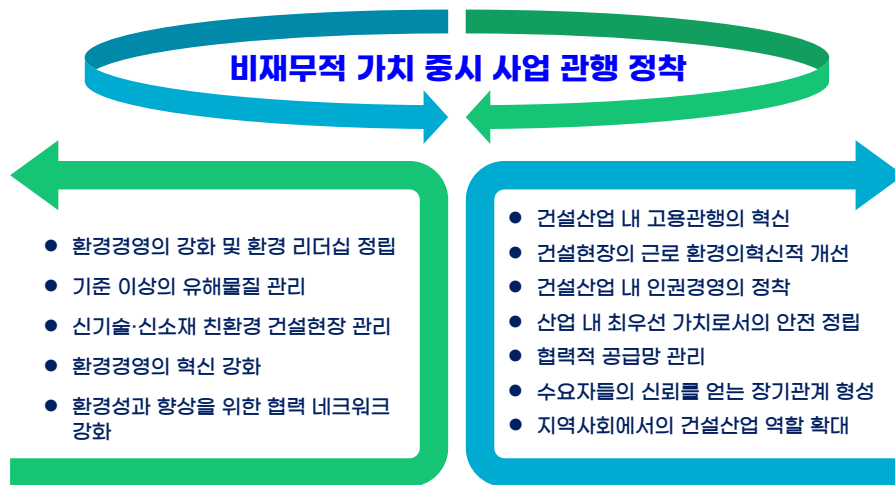 비재무적 가치 중시 사업 관행 정착
● 환경경영의 강화 및 환경 리더십 정립
● 기준 이상의 유해물질 관리
● 신기술·신소재 친환경 건설현장 관리
● 환경경영의 혁신 강화
● 환경성과 향상을 위한 협력 네크워크
강화
● 건설산업 내 고용관행의 혁신
● 건설현장의 근로 환경의혁신적 개선
● 건설산업 내 인권경영의 정착
● 산업 내 최우선 가치로서의 안전 정립
● 협력적 공급망 관리
● 수요자들의 신뢰를 얻는 장기관계 형성
● 지역사회에서의 건설산업 역할 확대